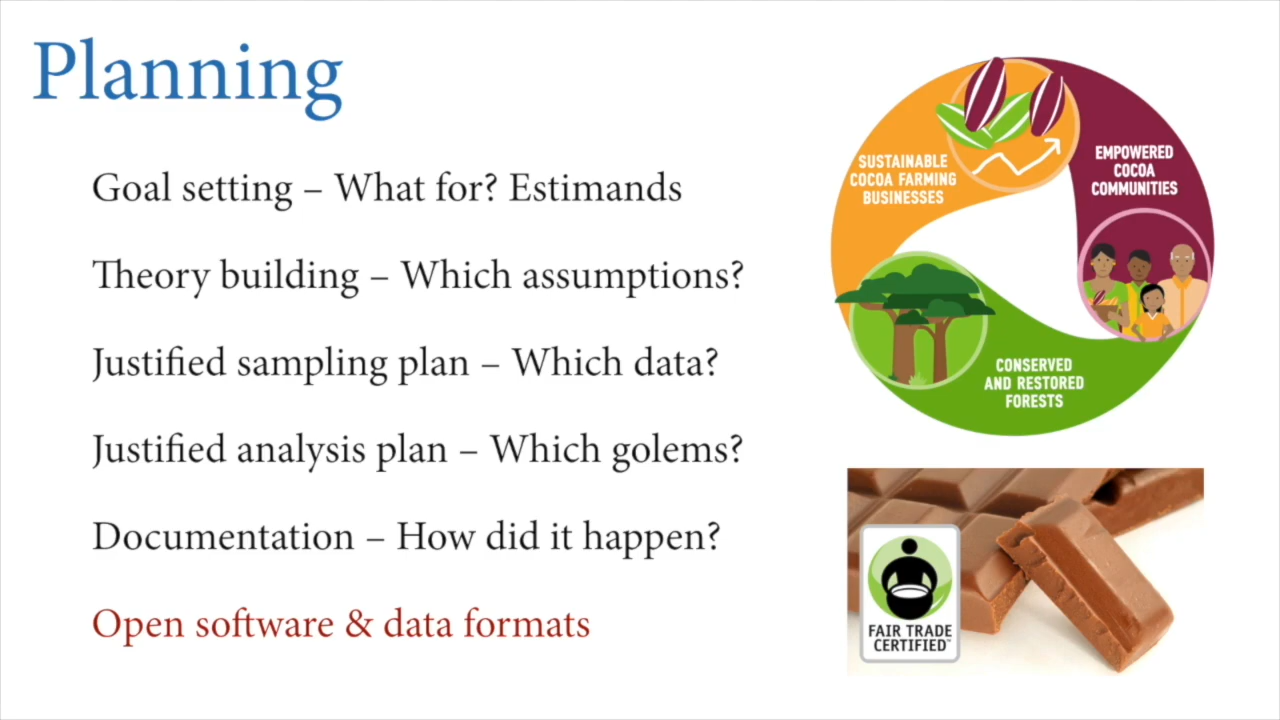 Planning
Goal setting – What for? Estimands
Theory building – Which assumptions?
Justified sampling plan – Which data?
Justified analysis plan – Which golems?
Documentation – How did it happen?
Open software & data formats
SUSTAINABLE
COCOA FARMING
BUSINESSES
EMPOWERED
COCOA
COMMUNITIES
CONSERVED
AND RESTORED
FORESTS
FAIR TRADE
CERTIFIED™